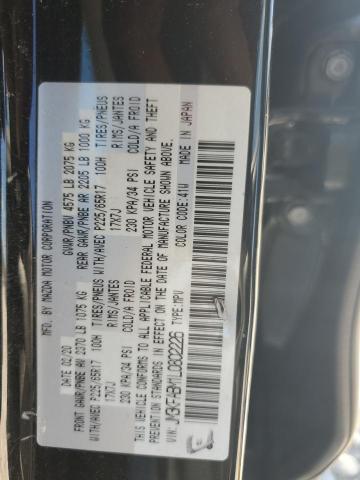 MFD. BY MAZDA MOTOR CORPORATION
DATE 02/20 GVWR/PNBV 4575 LB 2075 KG
FRONT GAWR/PNBE AV 2370 LB 1075 KG REAR GAWR/PNBE AR 2205 LB 1000 KG
WITH/AVEC P225/65R17 100H TIRES/PNEUS WITH/AVEC P225/65R17 100H TIRES/PNEUS
17X7J RIMS/JANTES 17X7J RIMS/JANTES
230 KPA/34 PSI COLD/A FROID 230 KPA/34 PSI COLD/A FROID
THIS VEHICLE CONFORMS TO ALL APPLICABLE FEDERAL MOTOR VEHICLE SAFETY AND THEFT
PREVENTION STANDARDS IN EFFECT ON THE DATE OF MANUFACTURE SHOWN ABOVE.
VIN: TYPE: MPV COLOR CODE: 41W MADE IN JAPAN